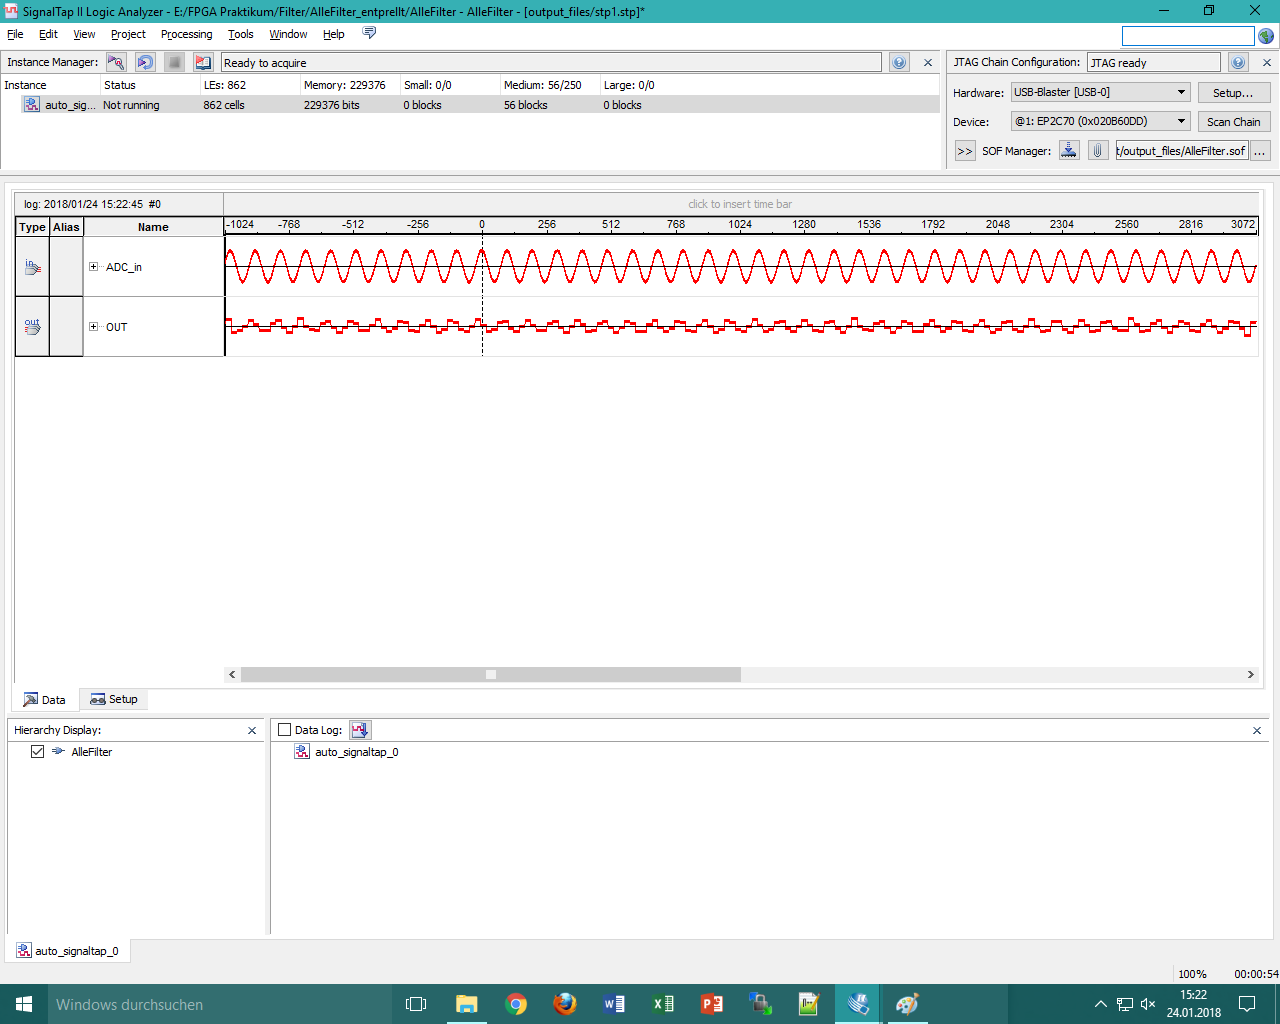 SignalTap II Logic Analyzer - E:/FPGA Praktikum/Filter/AlleFilter_entprellt/AlleFilter - AlleFilter - [output_files/stp1.stp]*
File Edit View Project Processing Tools Window Help
Instance Manager: Ready to acquire
JTAG Chain Configuration: JTAG ready
Instance Status LEs: 862 Memory: 229376 Small: 0/0 Medium: 56/250 Large: 0/0
auto_sig... Not running 862 cells 229376 bits 0 blocks 56 blocks 0 blocks
Hardware: USB-Blaster [USB-0] Setup...
Device: @1: EP2C70 (0x020B60DD) Scan Chain
>> SOF Manager: t/output_files/AlleFilter.sof ...
log: 2018/01/24 15:22:45 #0 click to insert time bar
Type Alias Name -1024 -768 -512 -256 0 256 512 768 1024 1280 1536 1792 2048 2304 2560 2816 3072
in ADC_in
out OUT
Data Setup
Hierarchy Display: Data Log:
AlleFilter auto_signaltap_0
auto_signaltap_0
100% 00:00:54
Windows durchsuchen
15:22
24.01.2018